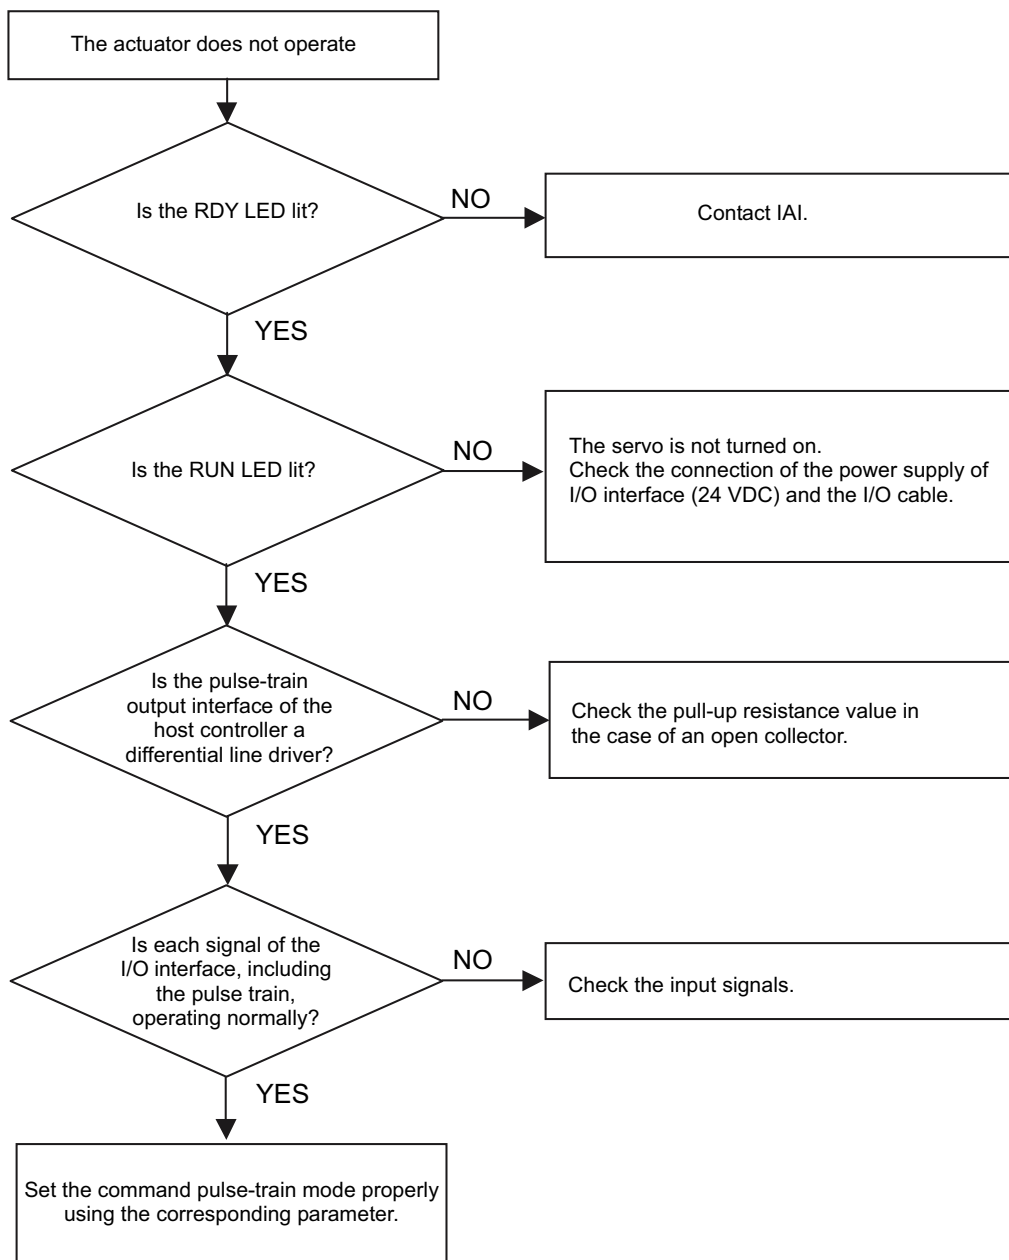 The actuator does not operate
Is the RDY LED lit?
NO
Contact IAI.
YES
Is the RUN LED lit?
NO
The servo is not turned on.
Check the connection of the power supply of
I/O interface (24 VDC) and the I/O cable.
YES
Is the pulse-train
output interface of the
host controller a
differential line driver?
NO
Check the pull-up resistance value in
the case of an open collector.
YES
Is each signal of the
I/O interface, including
the pulse train,
operating normally?
NO
Check the input signals.
YES
Set the command pulse-train mode properly
using the corresponding parameter.